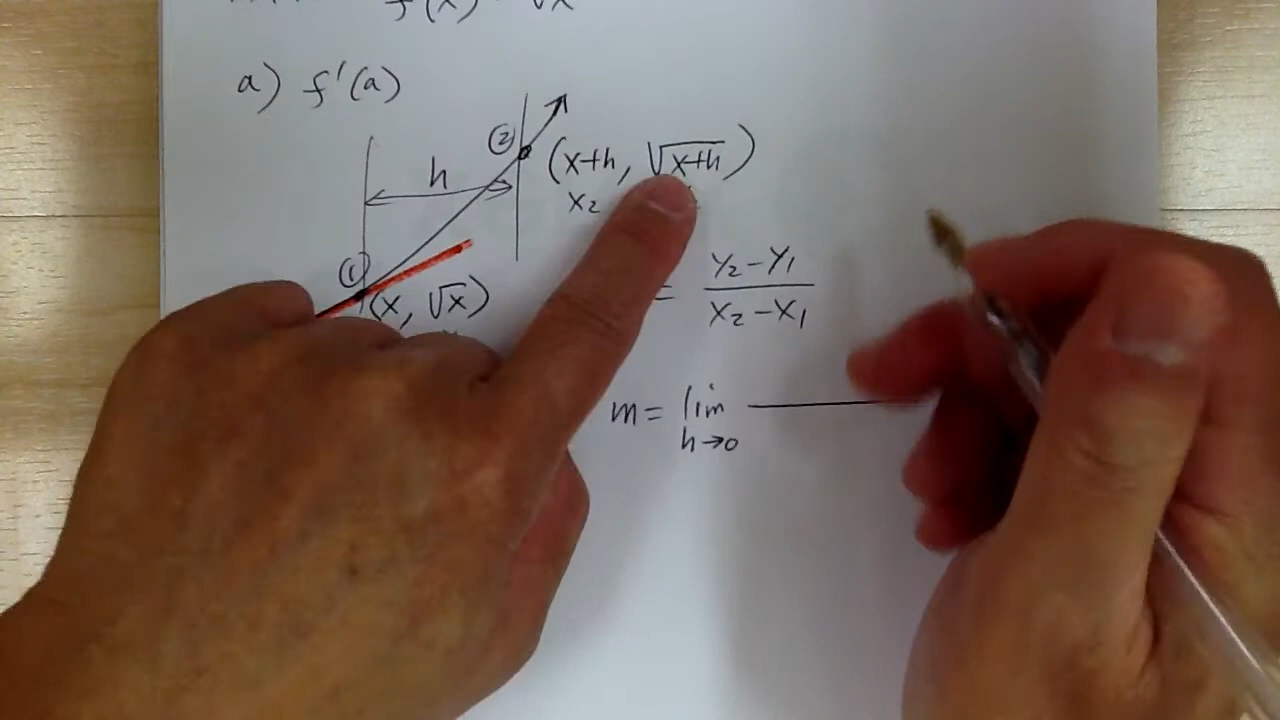 f(x) √x
a) f'(a)
② (x+h, √x+h)
h
x₂
① (x, √x)
= y₂-y₁ / x₂-x₁
m = lim
h→0